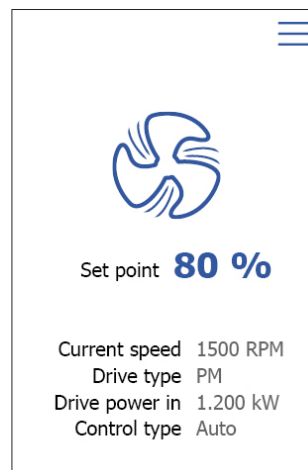 Set point 80 %
Current speed 1500 RPM
Drive type PM
Drive power in 1.200 kW
Control type Auto